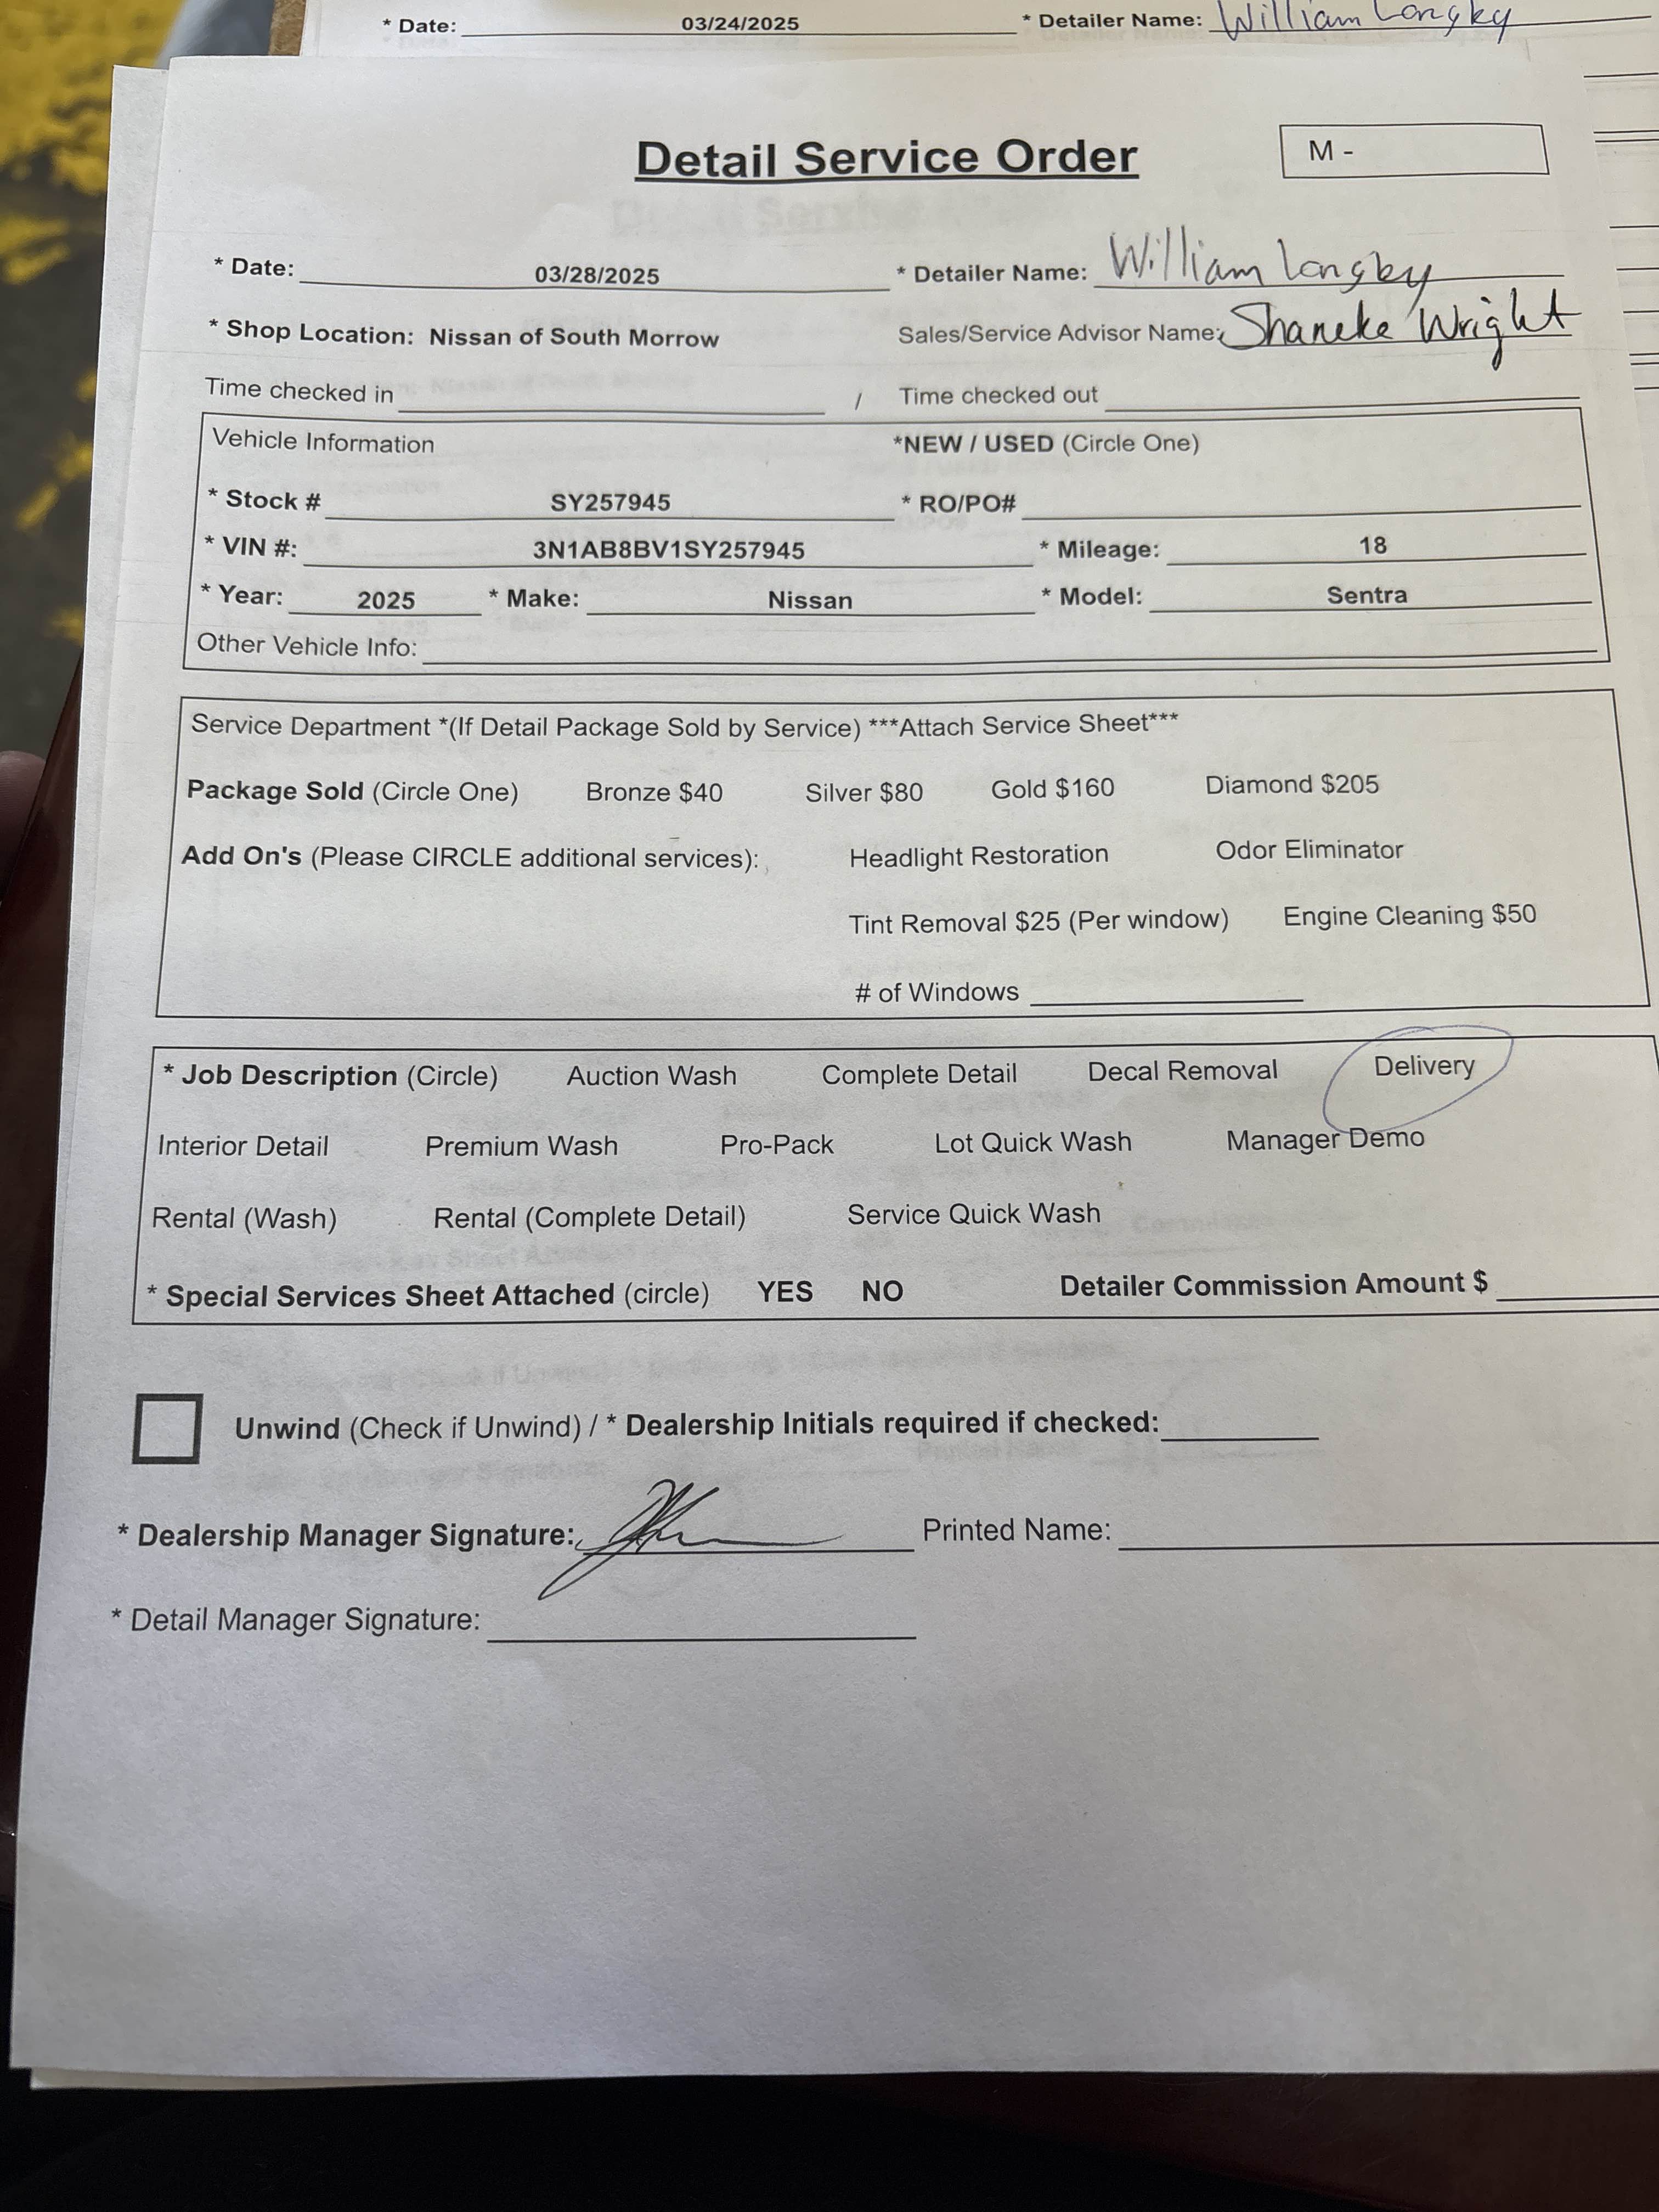 * Date: 03/24/2025 * Detailer Name: William Longky
Detail Service Order
M -
* Date: 03/28/2025 * Detailer Name: William Longky
* Shop Location: Nissan of South Morrow Sales/Service Advisor Name: Shaneke Wright
Time checked in / Time checked out
Vehicle Information *NEW / USED (Circle One)
* Stock # SY257945 * RO/PO#
* VIN #: 3N1AB8BV1SY257945 * Mileage: 18
* Year: 2025 * Make: Nissan * Model: Sentra
Other Vehicle Info:
Service Department *(If Detail Package Sold by Service) ***Attach Service Sheet***
Package Sold (Circle One) Bronze $40 Silver $80 Gold $160 Diamond $205
Add On's (Please CIRCLE additional services): Headlight Restoration Odor Eliminator
Tint Removal $25 (Per window) Engine Cleaning $50
# of Windows
* Job Description (Circle) Auction Wash Complete Detail Decal Removal Delivery
Interior Detail Premium Wash Pro-Pack Lot Quick Wash Manager Demo
Rental (Wash) Rental (Complete Detail) Service Quick Wash
* Special Services Sheet Attached (circle) YES NO Detailer Commission Amount $
Unwind (Check if Unwind) / * Dealership Initials required if checked:
* Dealership Manager Signature: Printed Name:
* Detail Manager Signature: